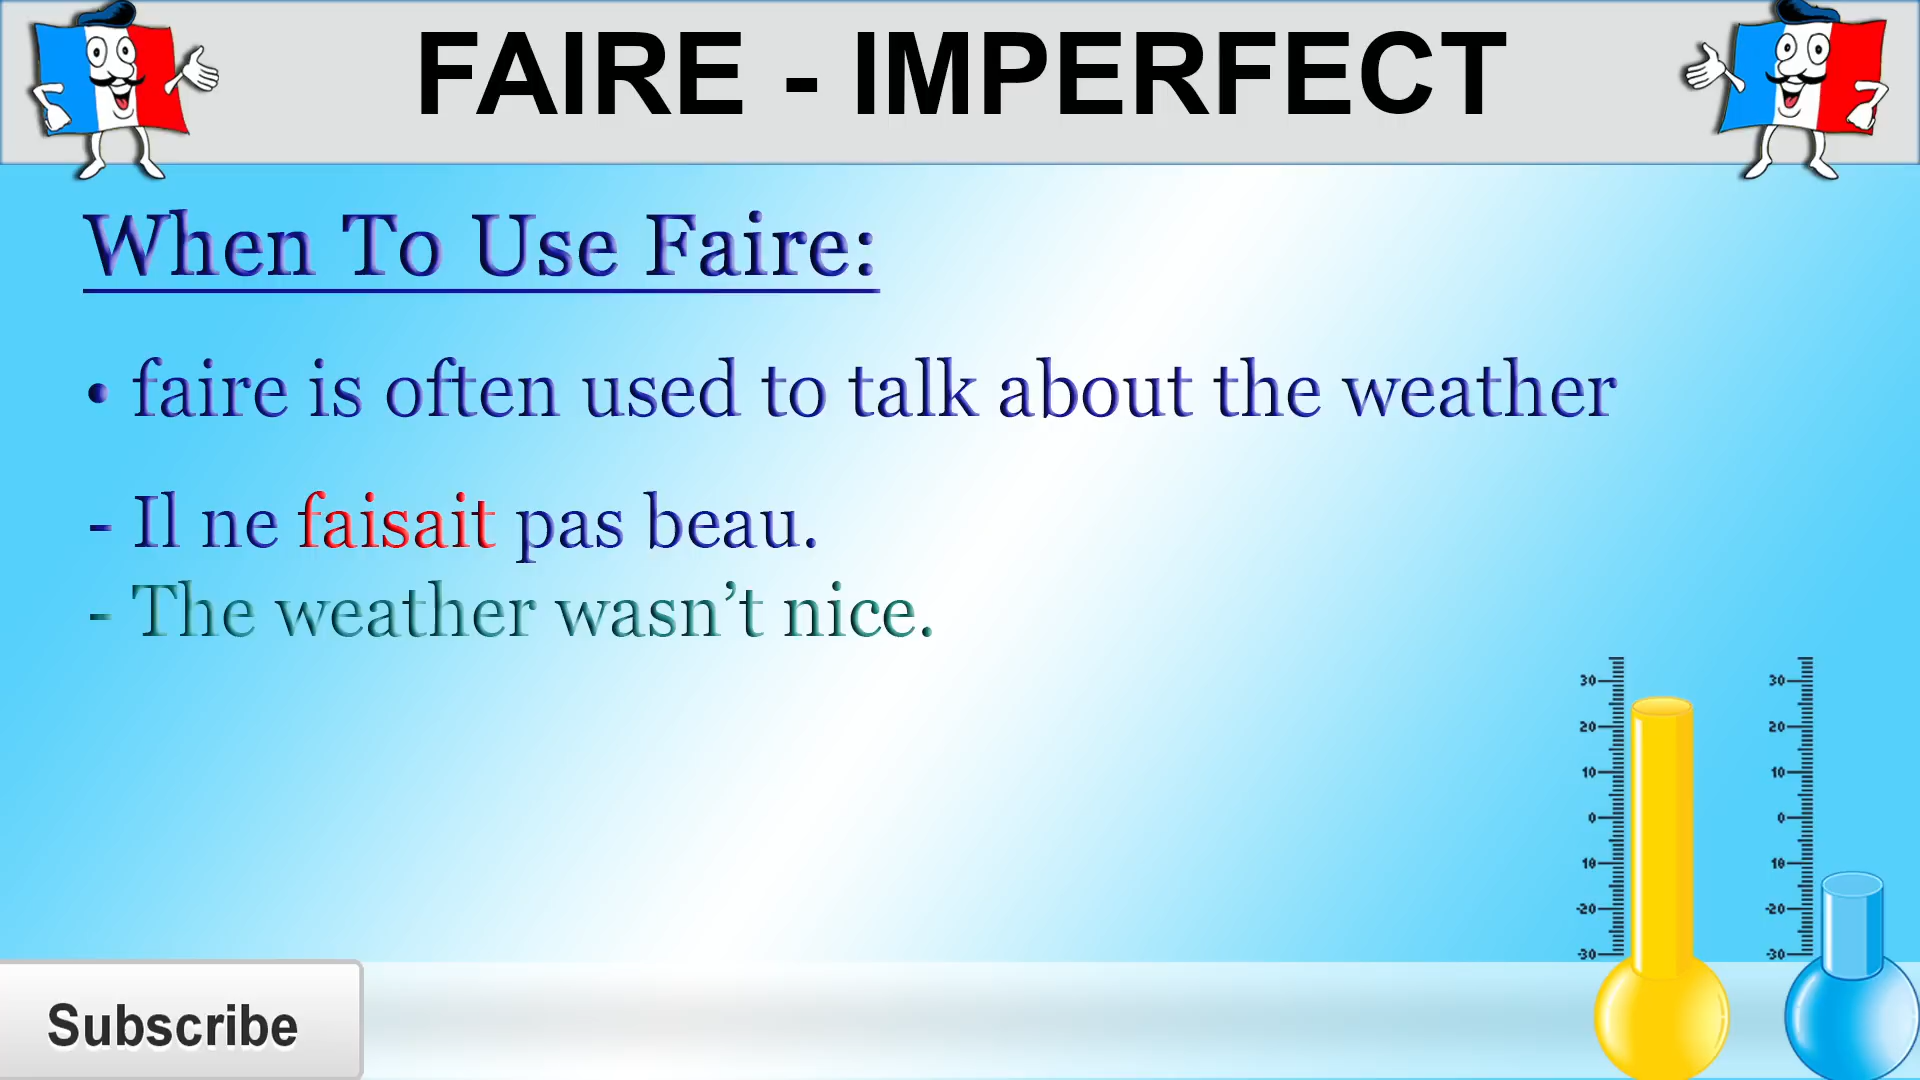 FAIRE - IMPERFECT
When To Use Faire:
• faire is often used to talk about the weather
- Il ne faisait pas beau.
- The weather wasn’t nice.
30 30
20 20
10 10
0 0
10 10
-20 -20
-30 -30
Subscribe